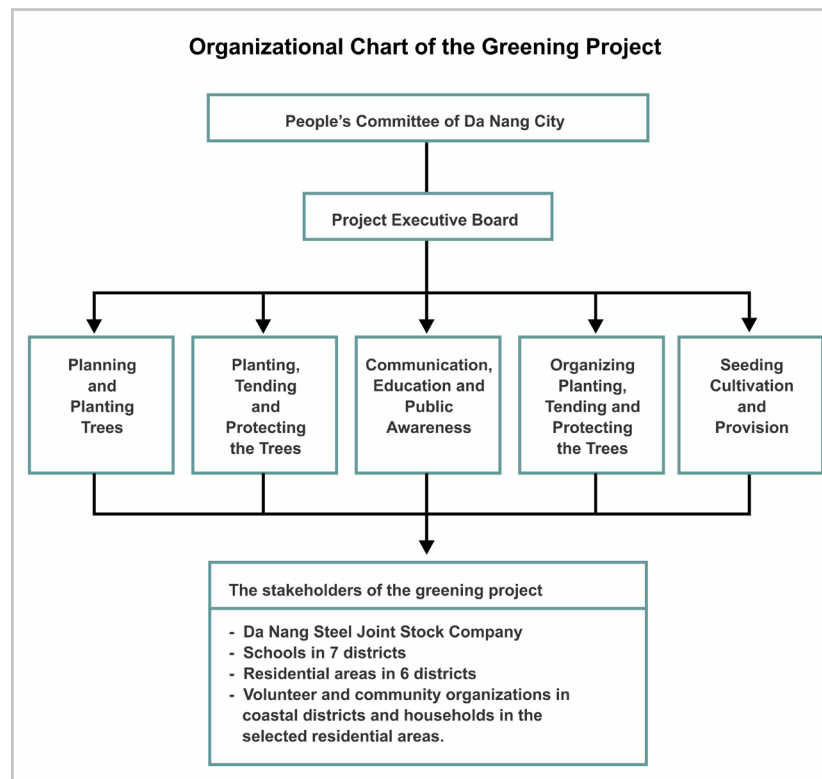 Organizational Chart of the Greening Project
People's Committee of Da Nang City
Project Executive Board
Planning
and
Planting
Trees
Planting,
Tending
and
Protecting
the Trees
Communication,
Education and
Public
Awareness
Organizing
Planting,
Tending and
Protecting
the Trees
Seeding
Cultivation
and
Provision
The stakeholders of the greening project
- Da Nang Steel Joint Stock Company
- Schools in 7 districts
- Residential areas in 6 districts
- Volunteer and community organizations in
coastal districts and households in the
selected residential areas.